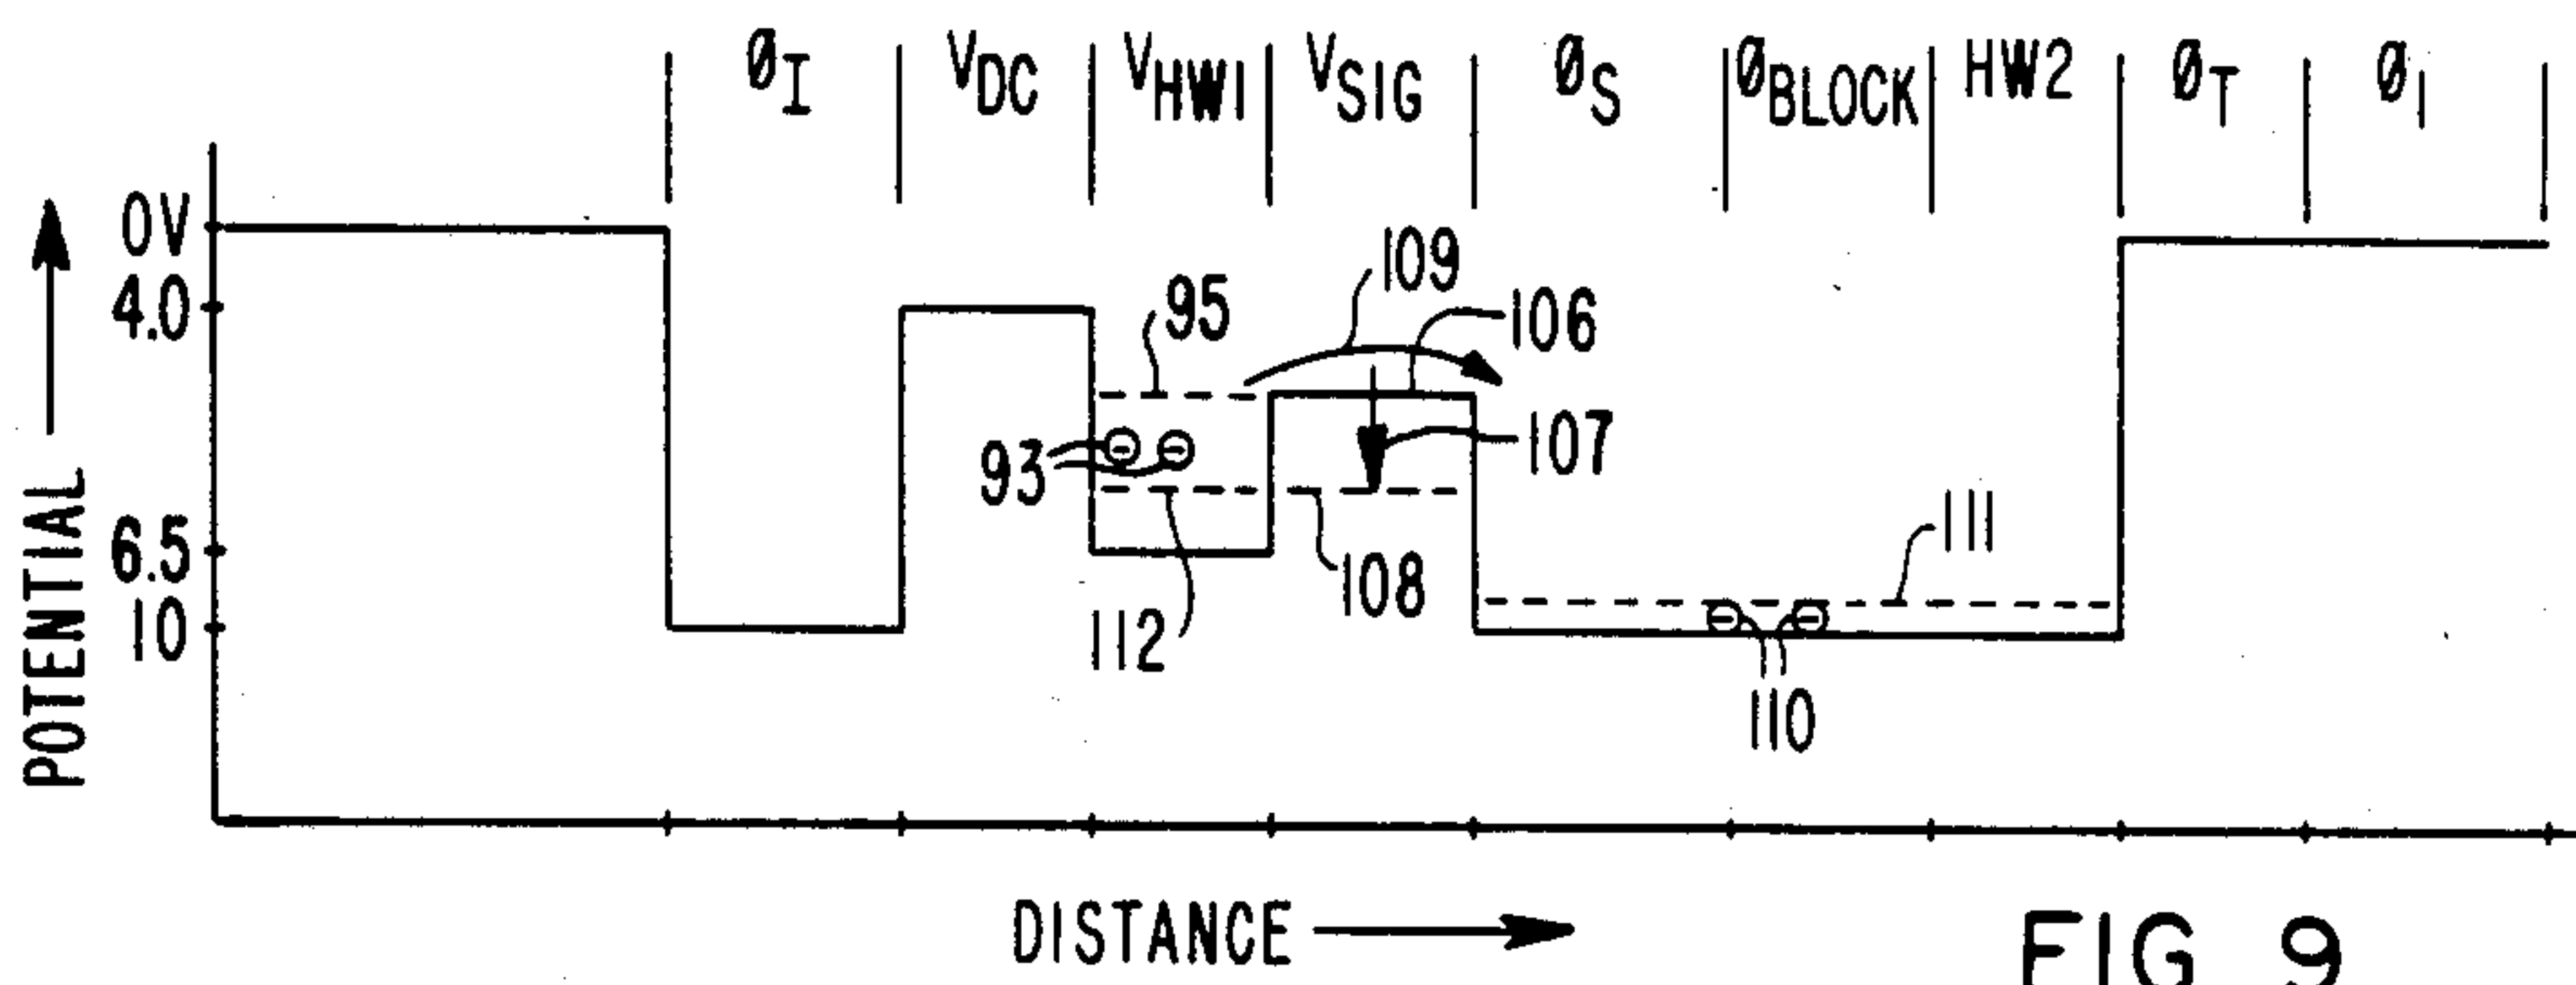 ØI VDC VHW1 VSIG ØS ØBLOCK HW2 ØT Ø1
POTENTIAL
0V
4.0
6.5
10
95
109
106
93
107
112
108
111
110
DISTANCE
FIG 9